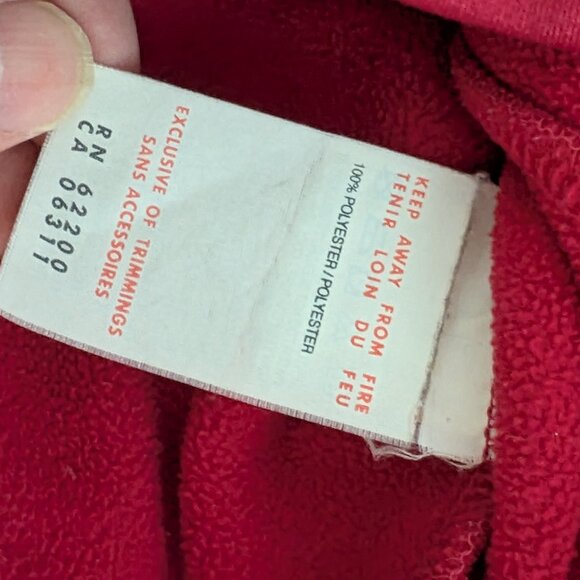 KEEP AWAY FROM FIRE
TENIR LOIN DU FEU
100% POLYESTER / POLYESTER
EXCLUSIVE OF TRIMMINGS
SANS ACCESSOIRES
RN 62200
CA 06311